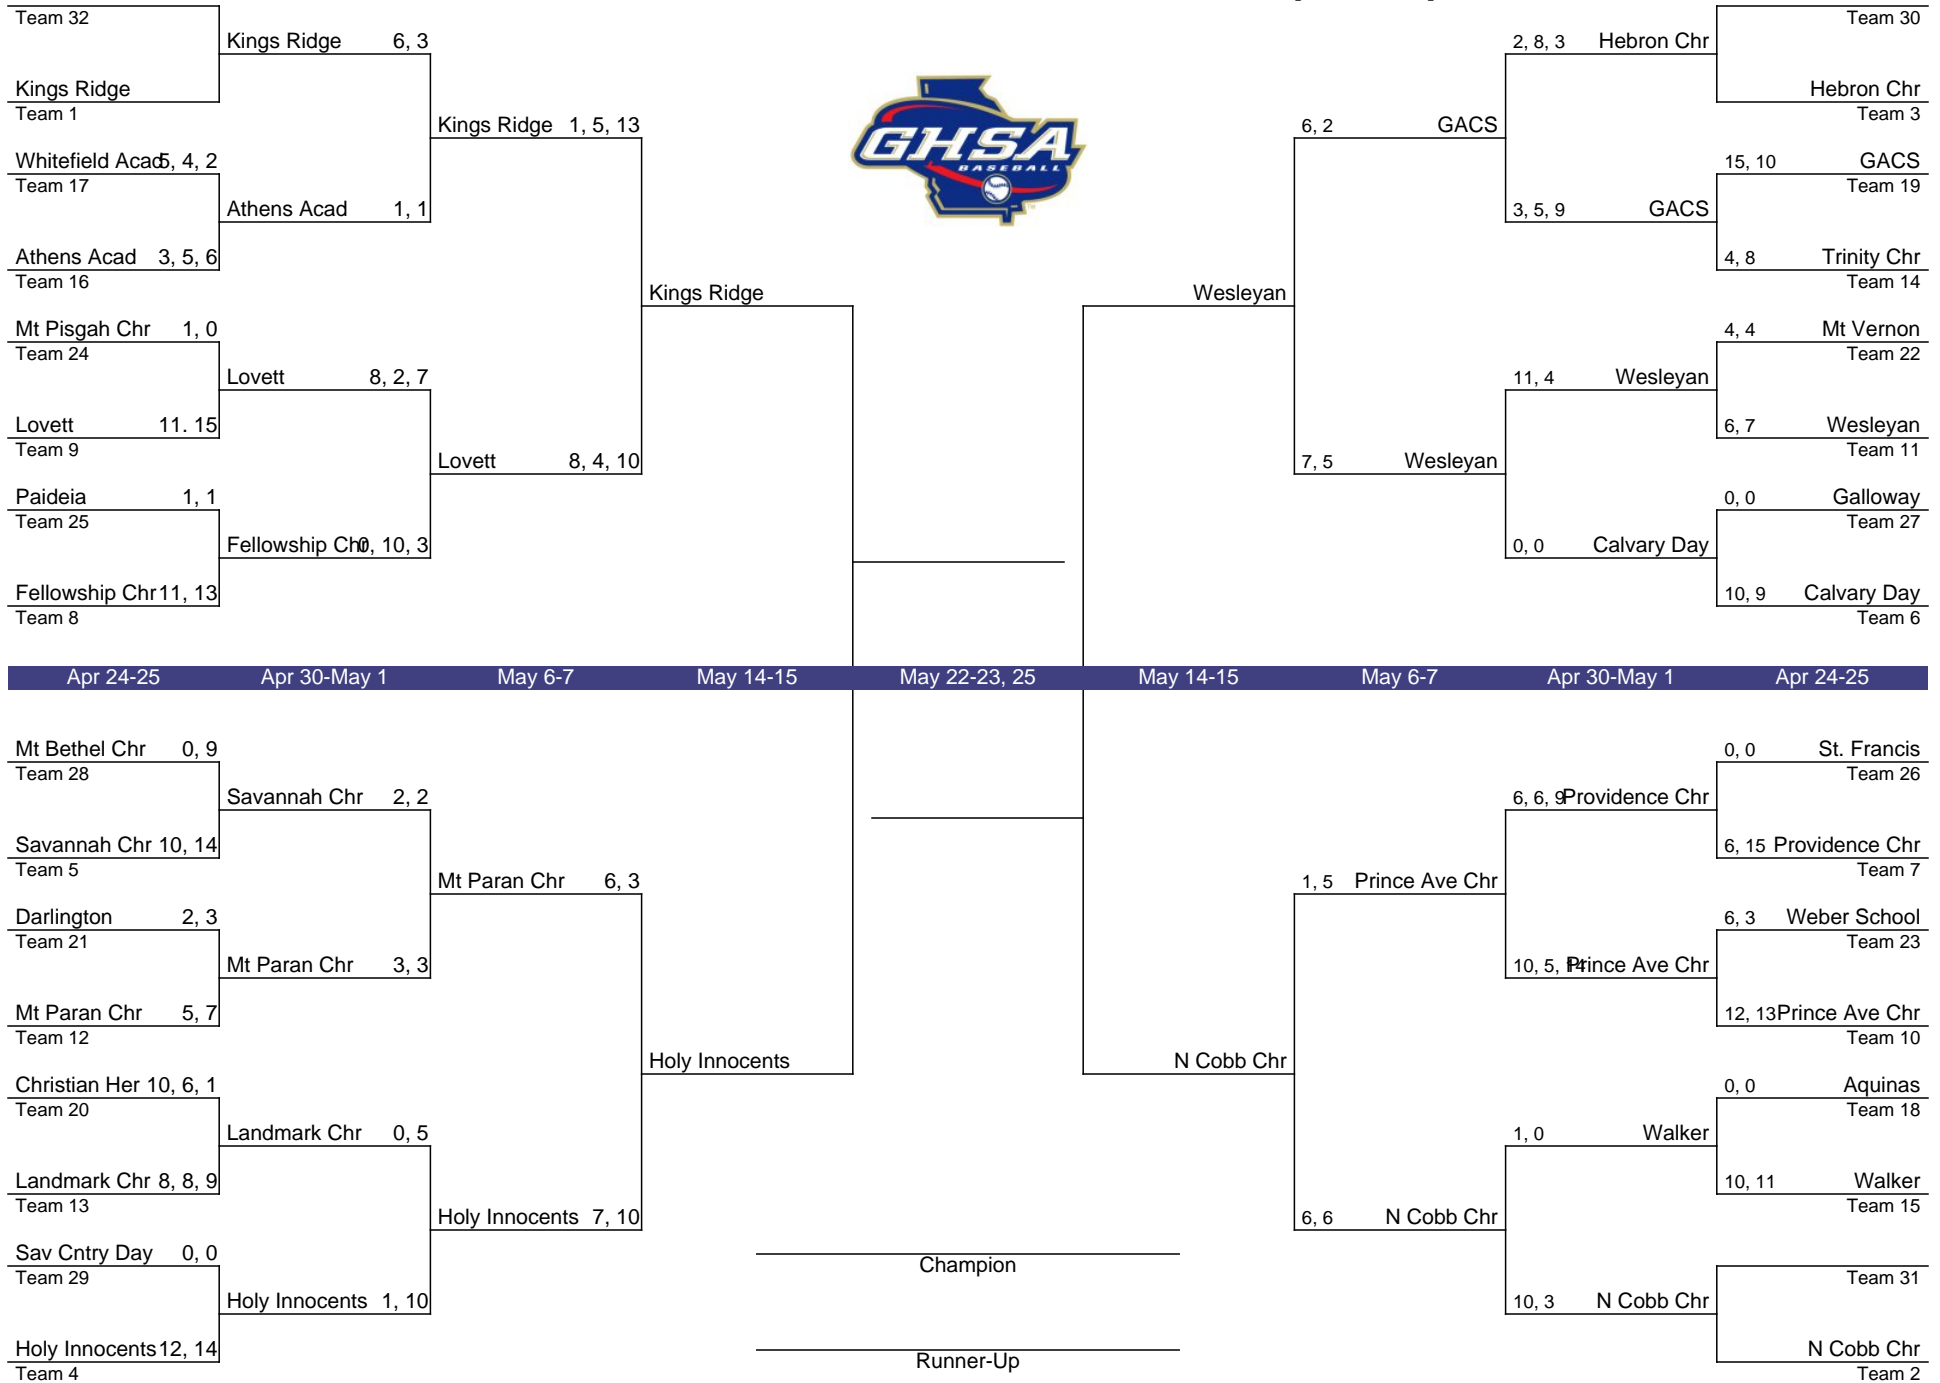 Team 32
Kings Ridge 6, 3
Kings Ridge
Team 1
Kings Ridge 1, 5, 13
Whitefield Acad 5, 4, 2
Team 17
Athens Acad 1, 1
Athens Acad 3, 5, 6
Team 16
Kings Ridge
Mt Pisgah Chr 1, 0
Team 24
Lovett 8, 2, 7
Lovett 11. 15
Team 9
Lovett 8, 4, 10
Paideia 1, 1
Team 25
Fellowship Chr 0, 10, 3
Fellowship Chr 11, 13
Team 8
GHSA
BASEBALL
Team 30
2, 8, 3 Hebron Chr
Hebron Chr
Team 3
6, 2 GACS
15, 10 GACS
Team 19
3, 5, 9 GACS
4, 8 Trinity Chr
Team 14
Wesleyan
4, 4 Mt Vernon
Team 22
11, 4 Wesleyan
6, 7 Wesleyan
Team 11
7, 5 Wesleyan
0, 0 Galloway
Team 27
0, 0 Calvary Day
10, 9 Calvary Day
Team 6
Apr 24-25 Apr 30-May 1 May 6-7 May 14-15 May 22-23, 25 May 14-15 May 6-7 Apr 30-May 1 Apr 24-25
Mt Bethel Chr 0, 9
Team 28
Savannah Chr 2, 2
Savannah Chr 10, 14
Team 5
Mt Paran Chr 6, 3
Darlington 2, 3
Team 21
Mt Paran Chr 3, 3
Mt Paran Chr 5, 7
Team 12
Holy Innocents
Christian Her 10, 6, 1
Team 20
Landmark Chr 0, 5
Landmark Chr 8, 8, 9
Team 13
Holy Innocents 7, 10
Sav Cntry Day 0, 0
Team 29
Holy Innocents 1, 10
Holy Innocents 12, 14
Team 4
0, 0 St. Francis
Team 26
6, 6, 9 Providence Chr
6, 15 Providence Chr
Team 7
1, 5 Prince Ave Chr
6, 3 Weber School
Team 23
10, 5, 14 Prince Ave Chr
12, 13 Prince Ave Chr
Team 10
N Cobb Chr
0, 0 Aquinas
Team 18
1, 0 Walker
10, 11 Walker
Team 15
6, 6 N Cobb Chr
Team 31
10, 3 N Cobb Chr
N Cobb Chr
Team 2
Champion
Runner-Up